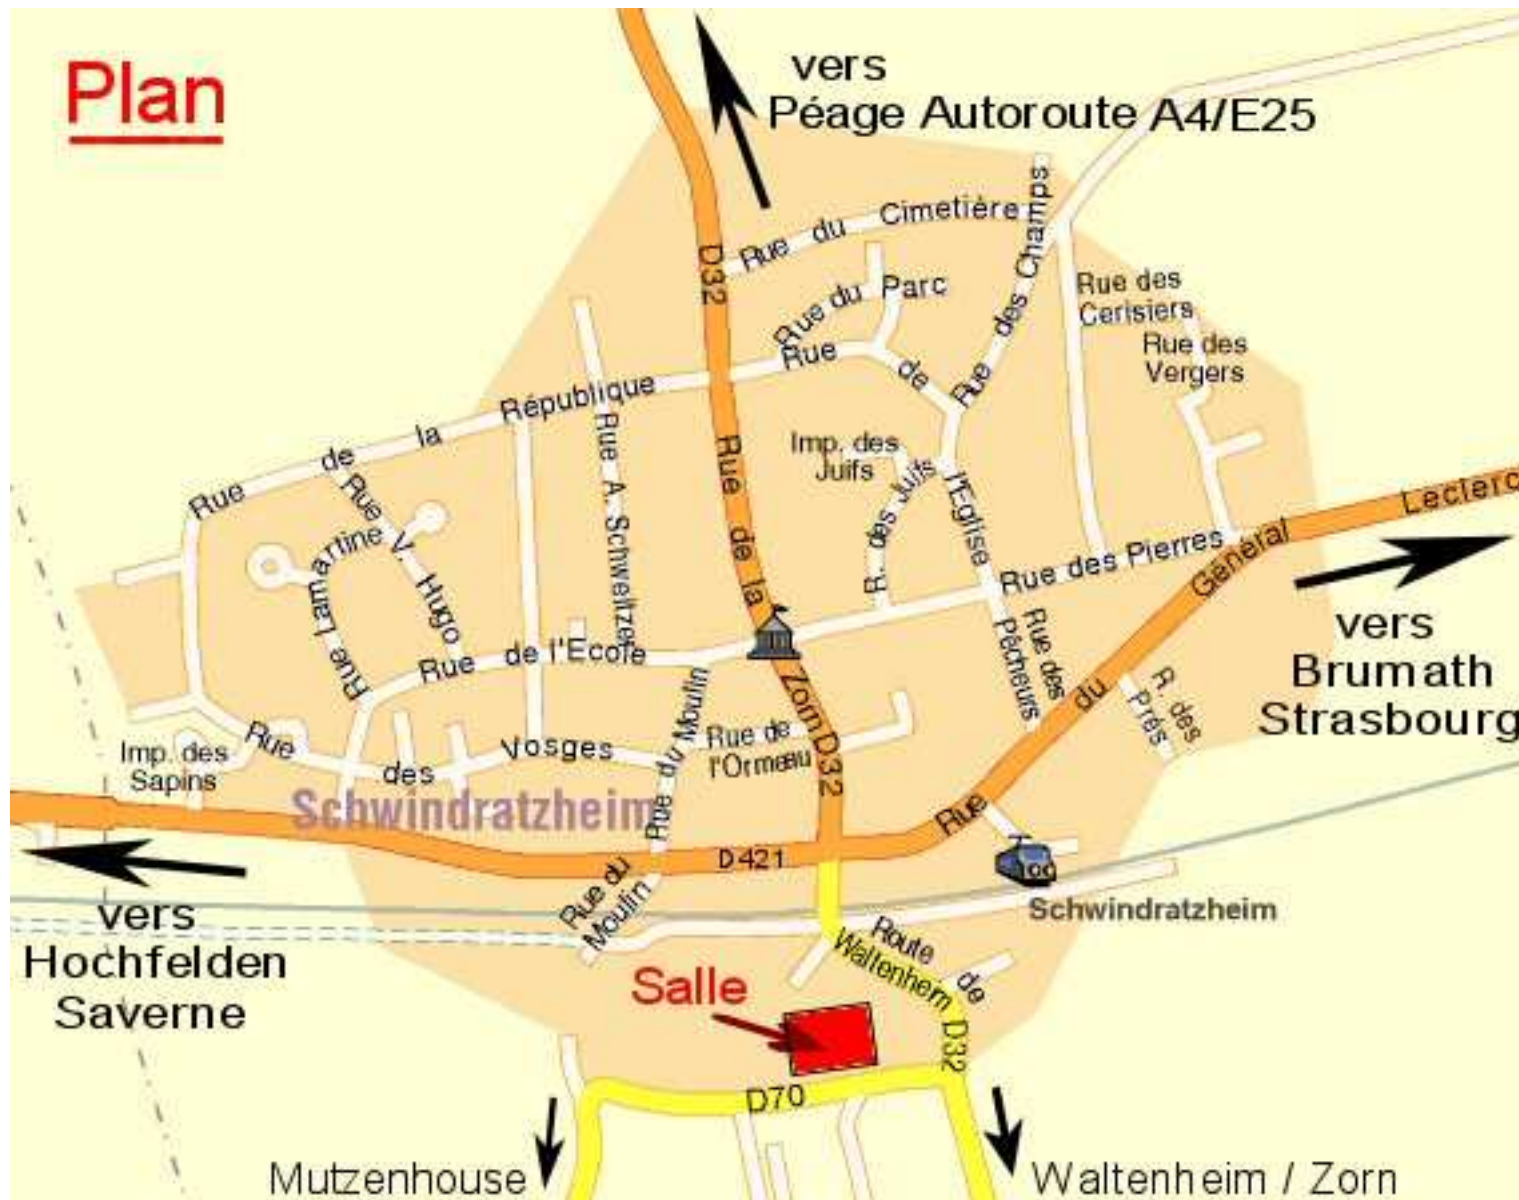 Plan
vers
Péage Autoroute A4/E25
Rue du Cimetière
Rue des Champs
D32
Rue du Parc
Rue des
Cerisiers
Rue des
Vergers
Rue de la République
Rue de l'Eglise
Rue A. Schweitzer
Rue de la Zorn
Imp. des
Juifs
R. des Juifs
Rue V. Hugo
Rue Lamartine
Rue des Pierres
Rue du Général Leclerc
vers
Brumath
Strasbourg
Rue des
Pêcheurs
R. des
Prés
Rue de l'Ecole
Rue du Moulin
Rue de
l'Ormeau
D32
Rue des Vosges
Imp. des
Sapins
Schwindratzheim
D421
vers
Hochfelden
Saverne
Rue du
Moulin
Schwindratzheim
Route de
Waltenhem
D32
Salle
D70
Mutzenhouse
Waltenheim / Zorn